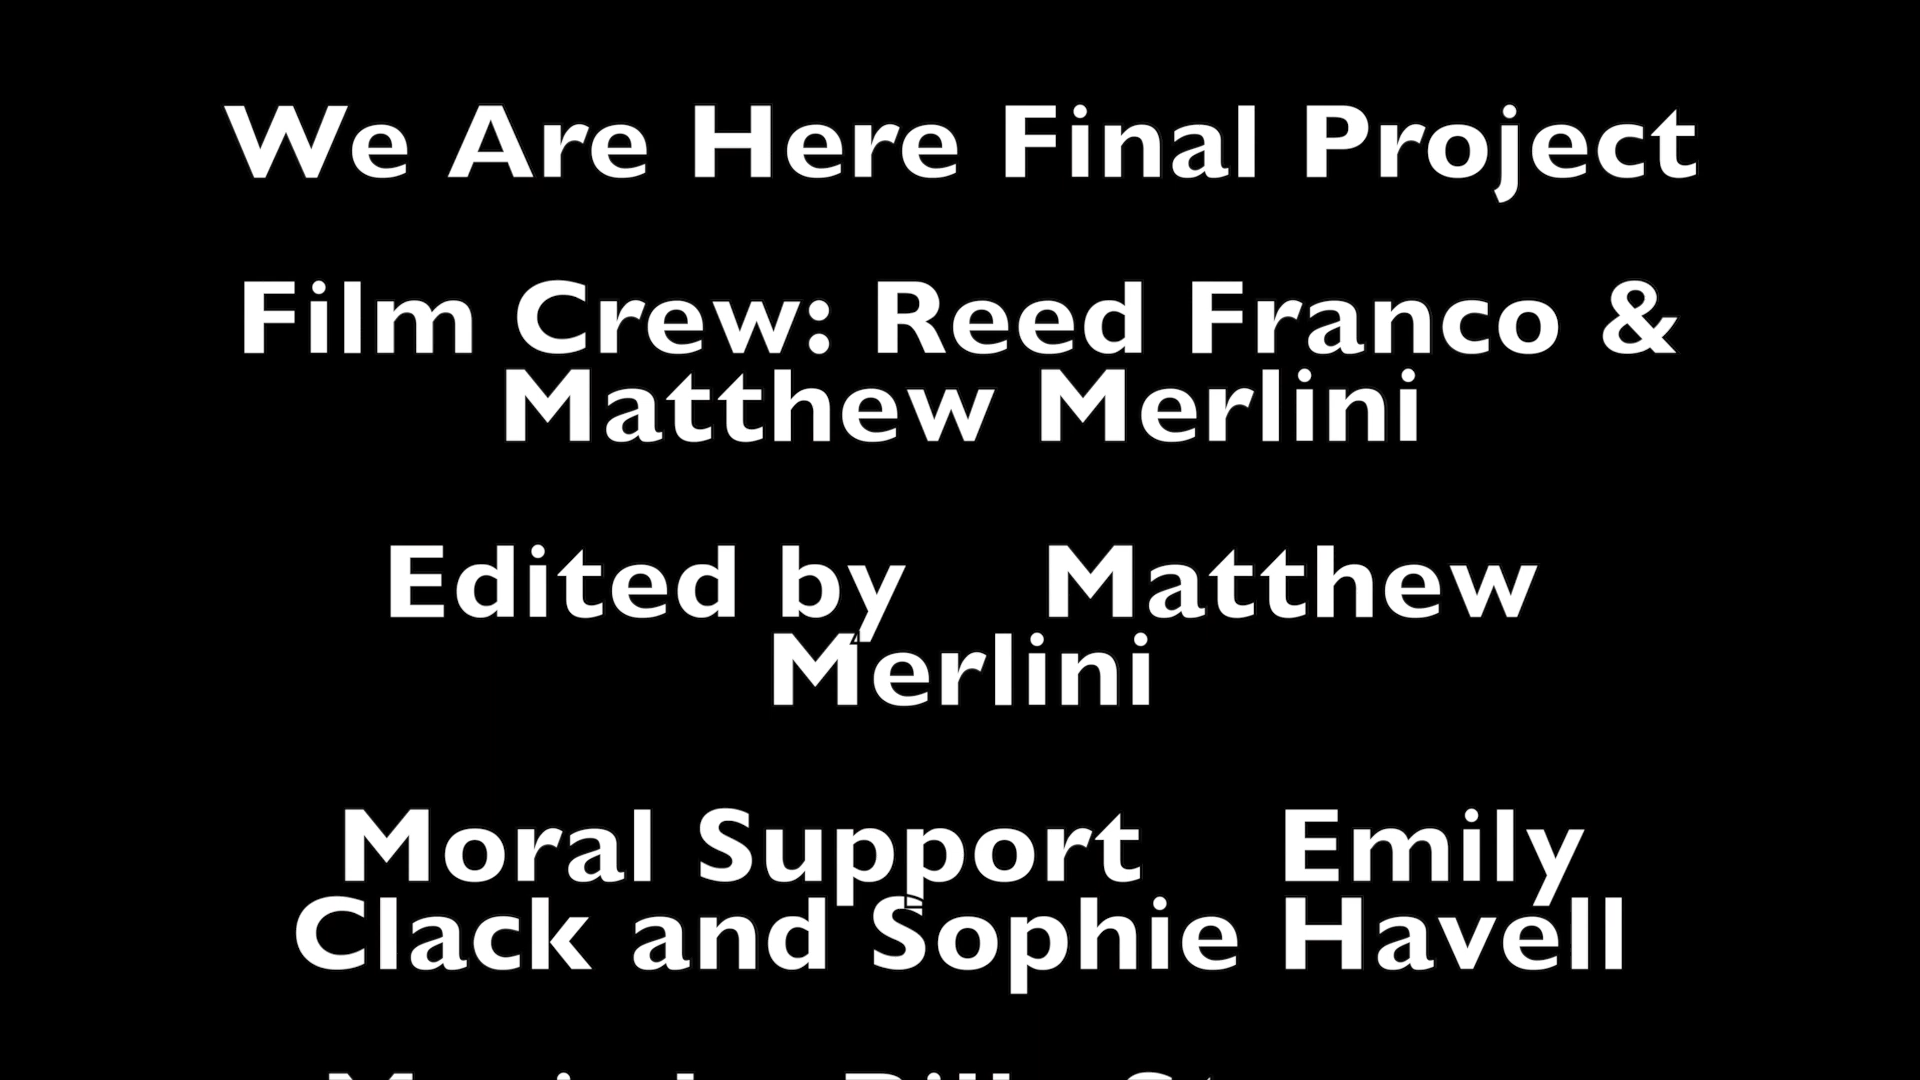 We Are Here Final Project
Film Crew: Reed Franco &
Matthew Merlini
Edited by Matthew
Merlini
Moral Support Emily
Clack and Sophie Havell